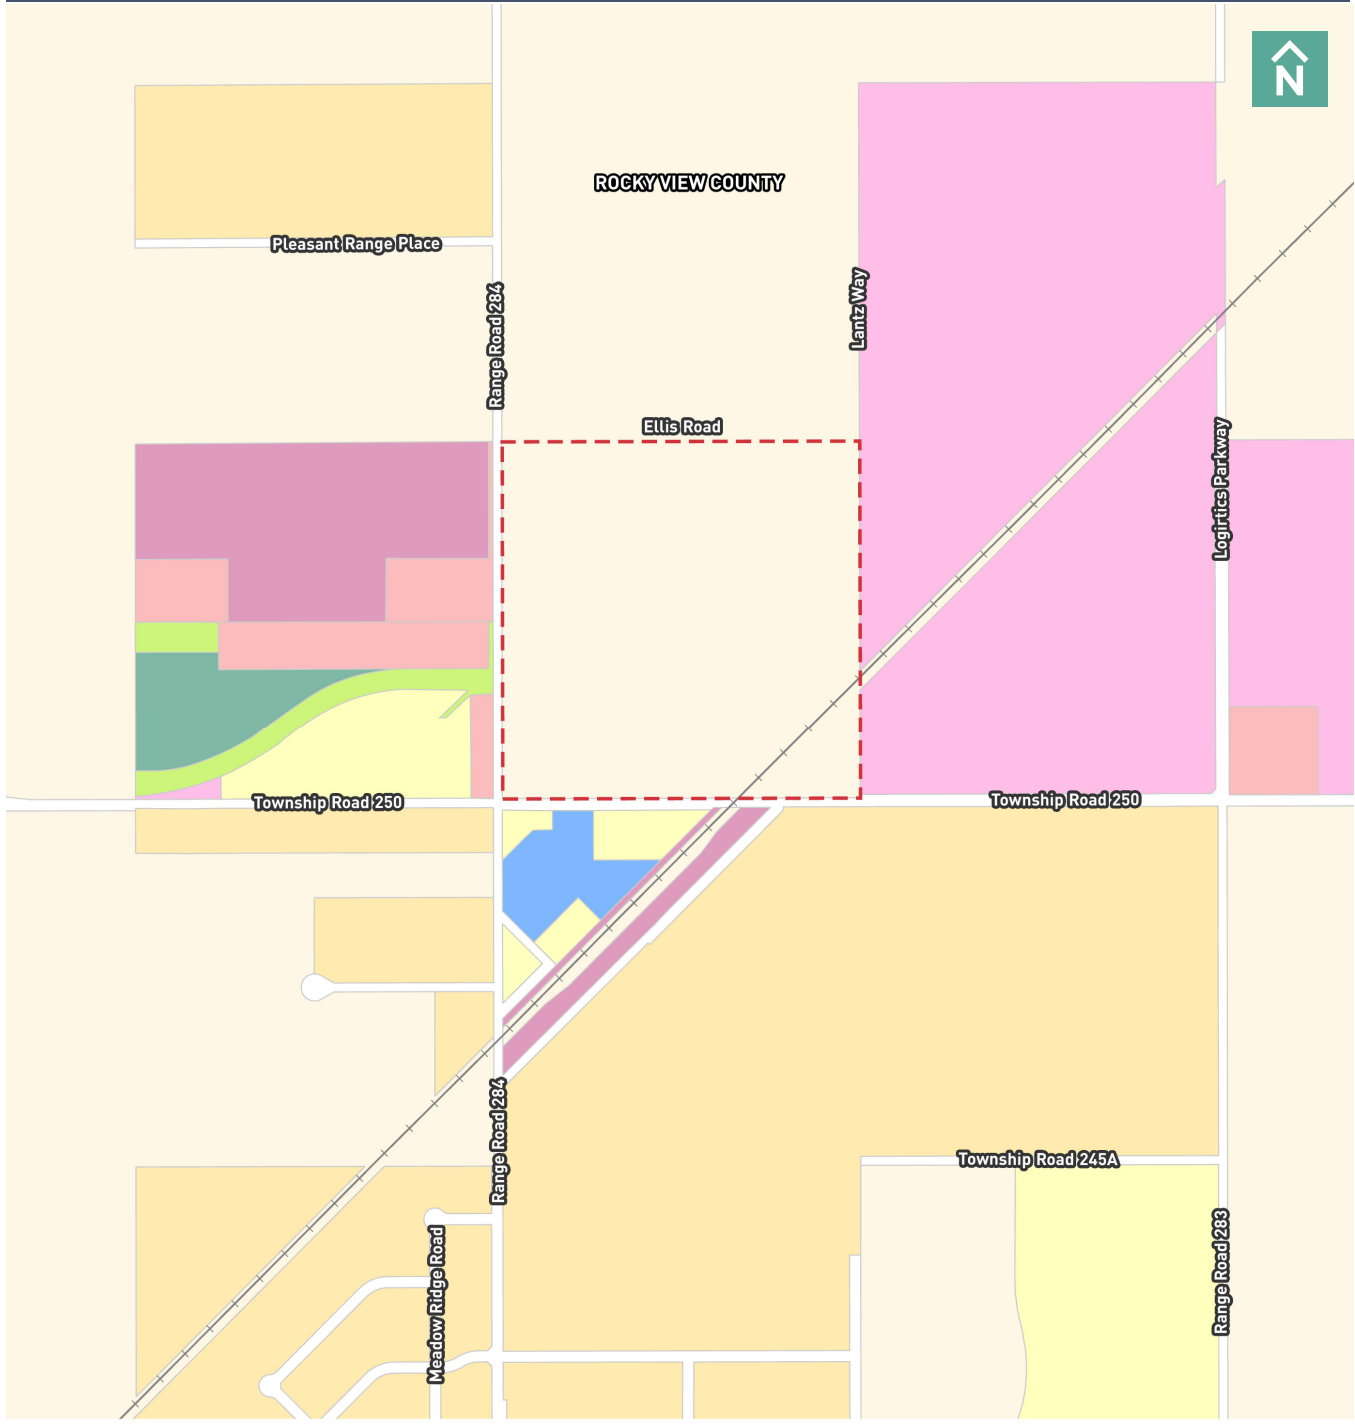 N
ROCKY VIEW COUNTY
Pleasant Range Place
Range Road 284
Lantz Way
Ellis Road
Logirtics Parkway
Township Road 250
Township Road 250
Range Road 284
Township Road 245A
Meadow Ridge Road
Range Road 283